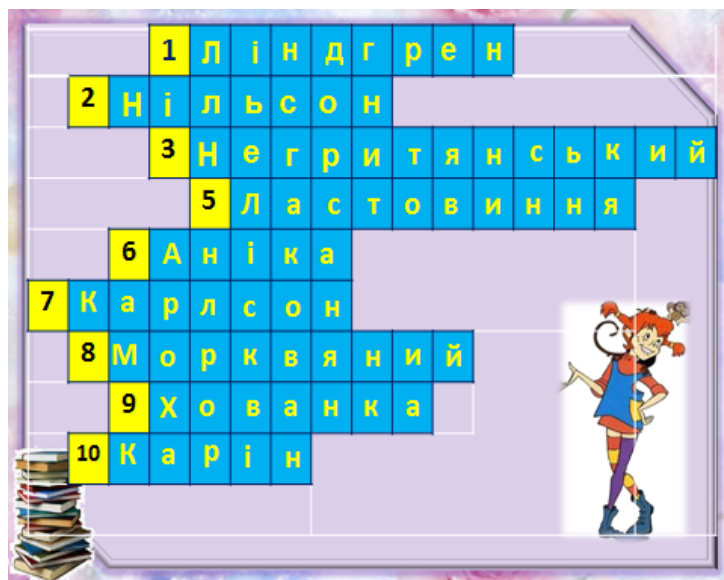 1 Ліндгрен
2 Нільсон
3 Негритянський
5 Ластовиння
6 Аніка
7 Карлсон
8 Морквяний
9 Хованка
10 Карін